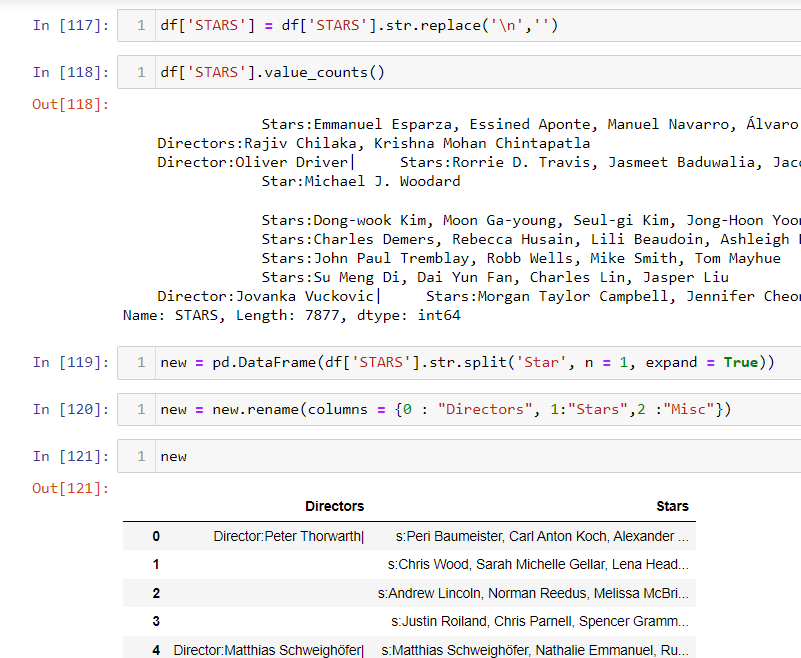 In [117]: 1 df['STARS'] = df['STARS'].str.replace('\n','')
In [118]: 1 df['STARS'].value_counts()
Out[118]:
Stars:Emmanuel Esparza, Essined Aponte, Manuel Navarro, Álvaro
Directors:Rajiv Chilaka, Krishna Mohan Chintapatla
Director:Oliver Driver| Stars:Rorrie D. Travis, Jasmeet Baduwalia,
Star:Michael J. Woodard
Stars:Dong-wook Kim, Moon Ga-young, Seul-gi Kim, Jong-Hoon
Stars:Charles Demers, Rebecca Husain, Lili Beaudoin, Ashleigh
Stars:John Paul Tremblay, Robb Wells, Mike Smith, Tom Mayhue
Stars:Su Meng Di, Dai Yun Fan, Charles Lin, Jasper Liu
Director:Jovanka Vuckovic| Stars:Morgan Taylor Campbell, Jennifer
Name: STARS, Length: 7877, dtype: int64
In [119]: 1 new = pd.DataFrame(df['STARS'].str.split('Star', n = 1, expand = True))
In [120]: 1 new = new.rename(columns = {0 : "Directors", 1:"Stars",2 :"Misc"})
In [121]: 1 new
Out[121]:
Directors Stars
0 Director:Peter Thorwarth| s:Peri Baumeister, Carl Anton Koch, Alexander ...
1 s:Chris Wood, Sarah Michelle Gellar, Lena Head...
2 s:Andrew Lincoln, Norman Reedus, Melissa McBri...
3 s:Justin Roiland, Chris Parnell, Spencer Gramm...
4 Director:Matthias Schweighöfer| s:Matthias Schweighöfer, Nathalie Emmanuel, Ru...